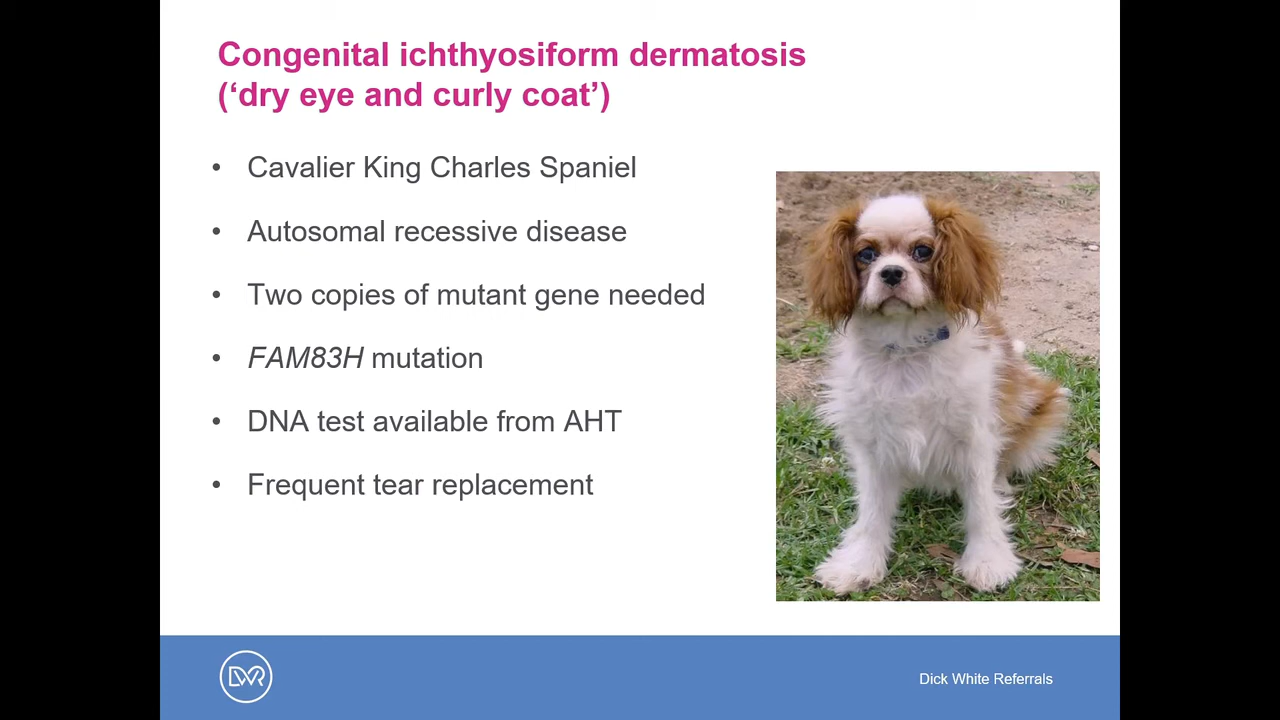 Congenital ichthyosiform dermatosis
(‘dry eye and curly coat’)
• Cavalier King Charles Spaniel
• Autosomal recessive disease
• Two copies of mutant gene needed
• FAM83H mutation
• DNA test available from AHT
• Frequent tear replacement
DWR
Dick White Referrals